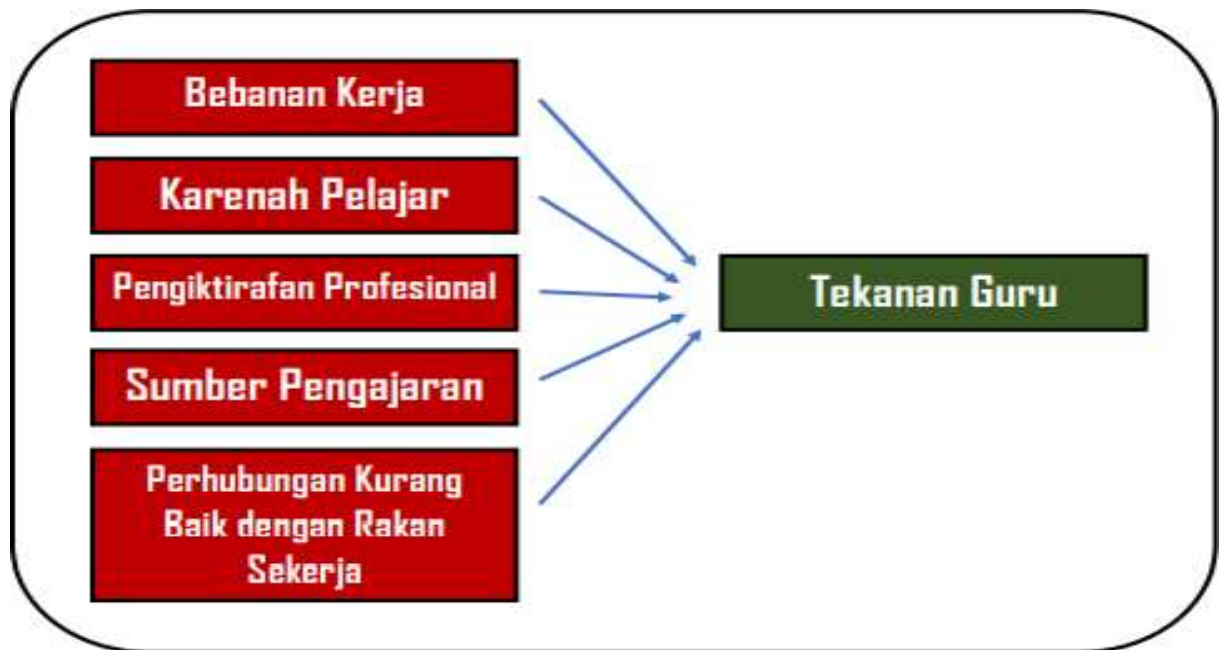 Bebanan Kerja
Karenah Pelajar
Pengiktirafan Profesional
Sumber Pengajaran
Perhubungan Kurang
Baik dengan Rakan
Sekerja
Tekanan Guru